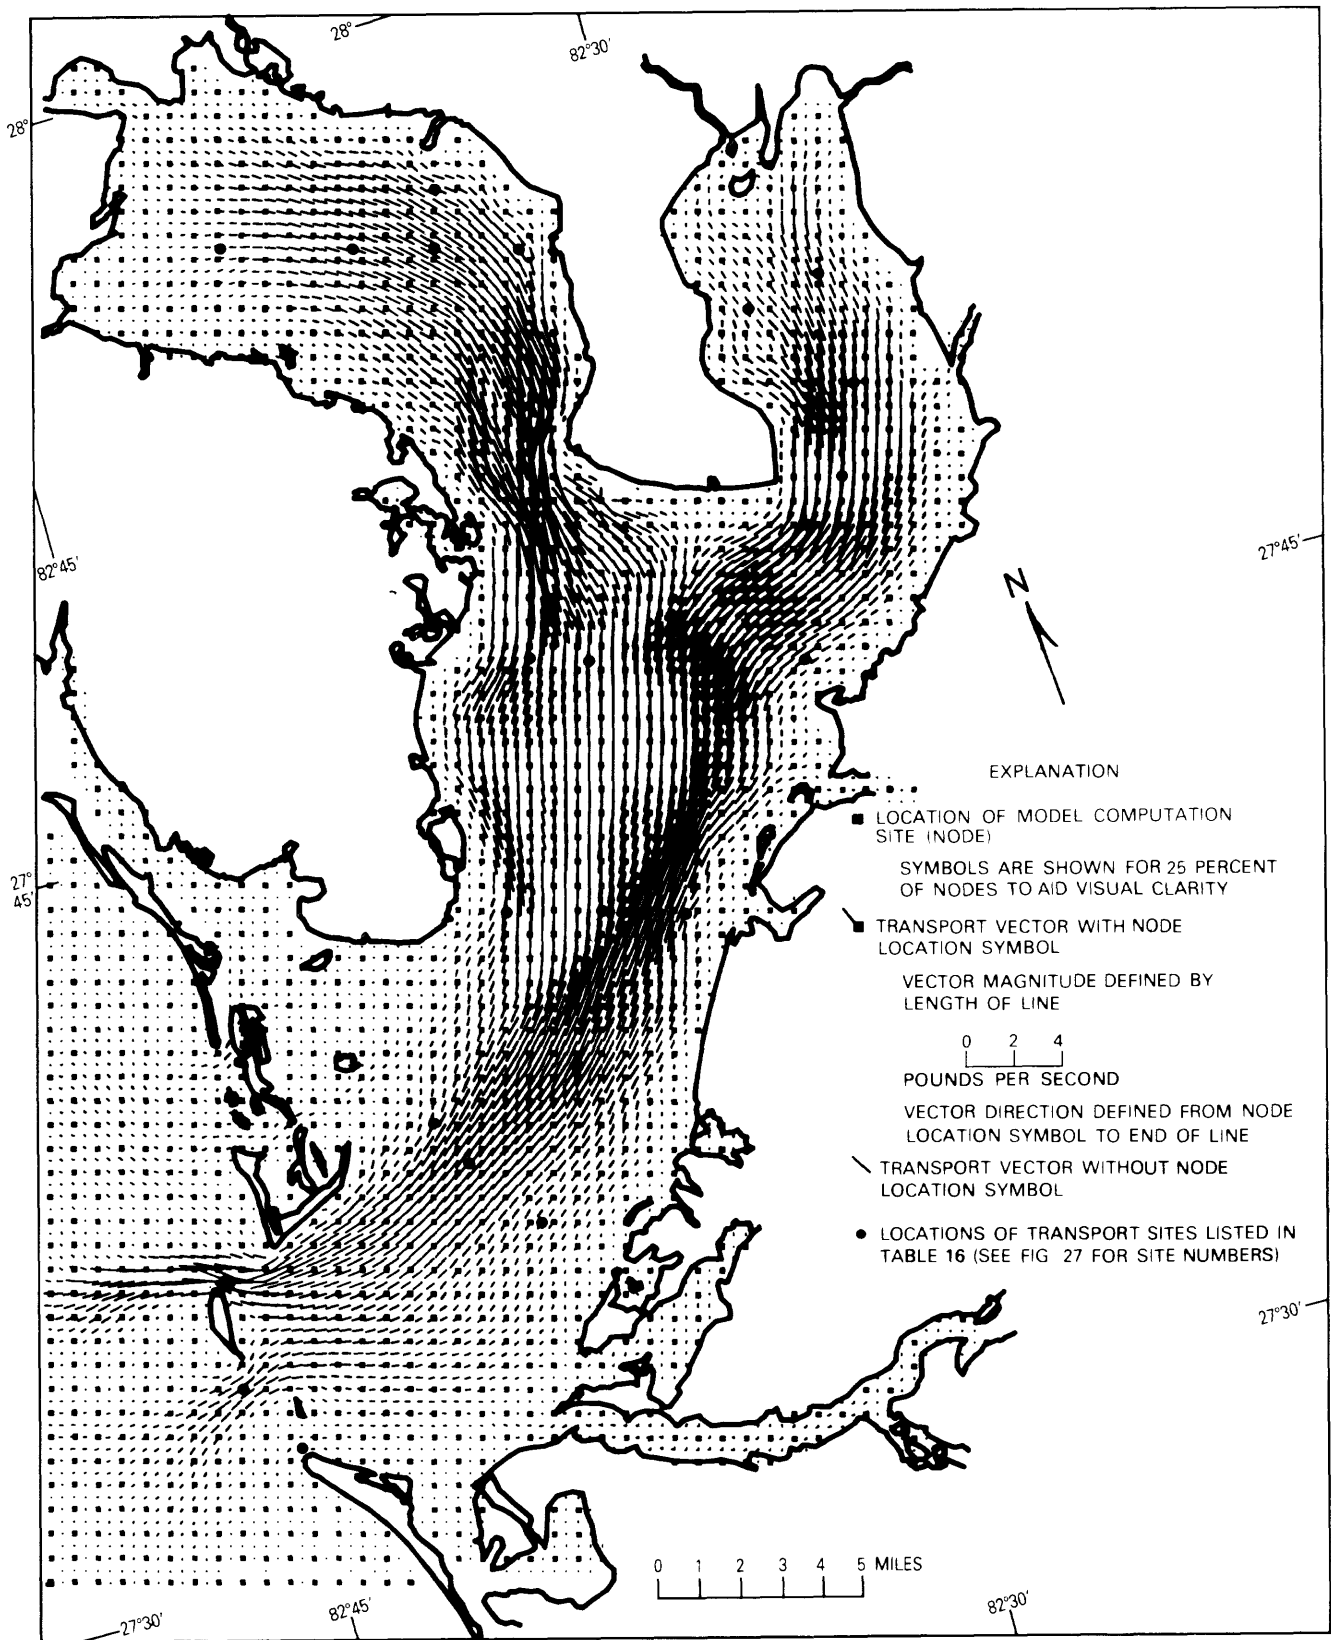 28°
82°30'
28°
27°45'
82°45'
N
EXPLANATION
LOCATION OF MODEL COMPUTATION
SITE (NODE)
SYMBOLS ARE SHOWN FOR 25 PERCENT
OF NODES TO AID VISUAL CLARITY
27°
45'
TRANSPORT VECTOR WITH NODE
LOCATION SYMBOL
VECTOR MAGNITUDE DEFINED BY
LENGTH OF LINE
0 2 4
POUNDS PER SECOND
VECTOR DIRECTION DEFINED FROM NODE
LOCATION SYMBOL TO END OF LINE
TRANSPORT VECTOR WITHOUT NODE
LOCATION SYMBOL
LOCATIONS OF TRANSPORT SITES LISTED IN
TABLE 16 (SEE FIG 27 FOR SITE NUMBERS)
27°30'
0 1 2 3 4 5 MILES
27°30'
82°45'
82°30'